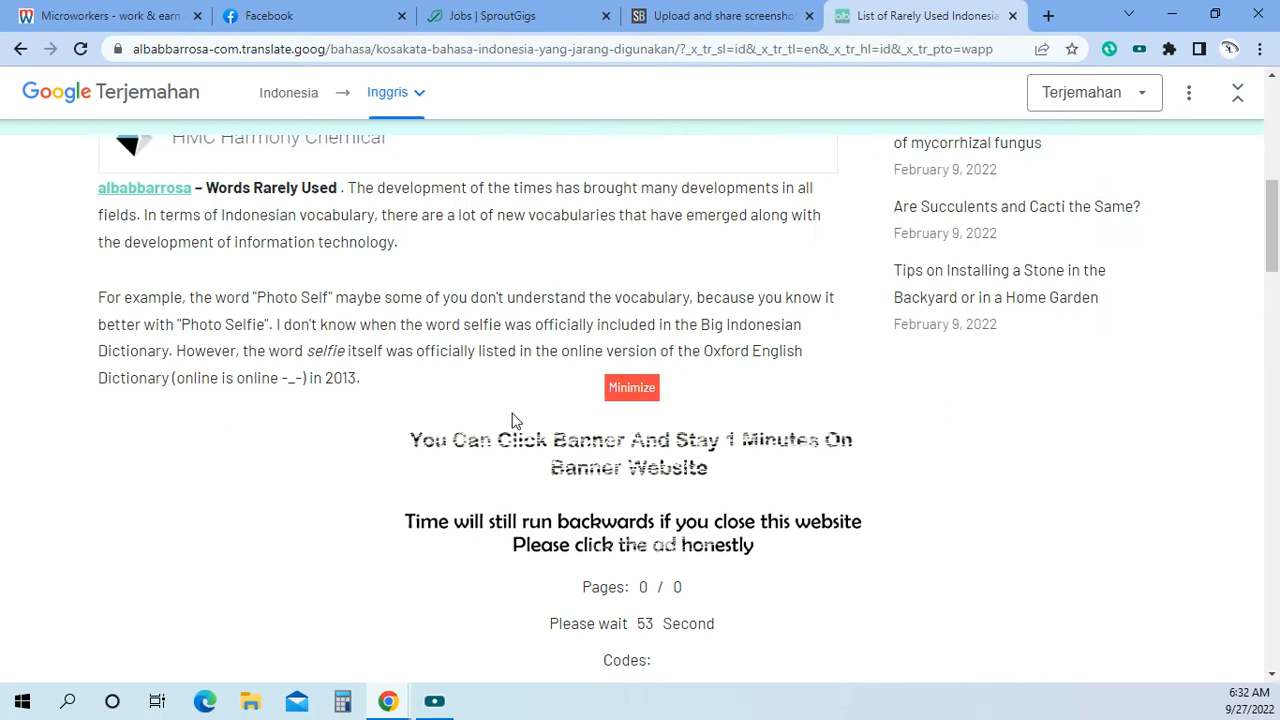 Microworkers - work & earn
Facebook
Jobs | SproutGigs
Upload and share screenshot
List of Rarely Used Indonesia
albabbarrosa-com.translate.goog/bahasa/kosakata-bahasa-indonesia-yang-jarang-digunakan/?_x_tr_sl=id&_x_tr_tl=en&_x_tr_hl=id&_x_tr_pto=wapp
Google Terjemahan
Indonesia → Inggris
Terjemahan
HMC Harmony Chemical
albabbarrosa – Words Rarely Used . The development of the times has brought many developments in all
fields. In terms of Indonesian vocabulary, there are a lot of new vocabularies that have emerged along with
the development of information technology.
For example, the word "Photo Self" maybe some of you don't understand the vocabulary, because you know it
better with "Photo Selfie". I don't know when the word selfie was officially included in the Big Indonesian
Dictionary. However, the word selfie itself was officially listed in the online version of the Oxford English
Dictionary (online is online -_-) in 2013.
of mycorrhizal fungus
February 9, 2022
Are Succulents and Cacti the Same?
February 9, 2022
Tips on Installing a Stone in the
Backyard or in a Home Garden
February 9, 2022
Minimize
You Can Click Banner And Stay 1 Minutes On
Banner Website
Time will still run backwards if you close this website
Please click the ad honestly
Pages: 0 / 0
Please wait 53 Second
Codes:
6:32 AM
9/27/2022